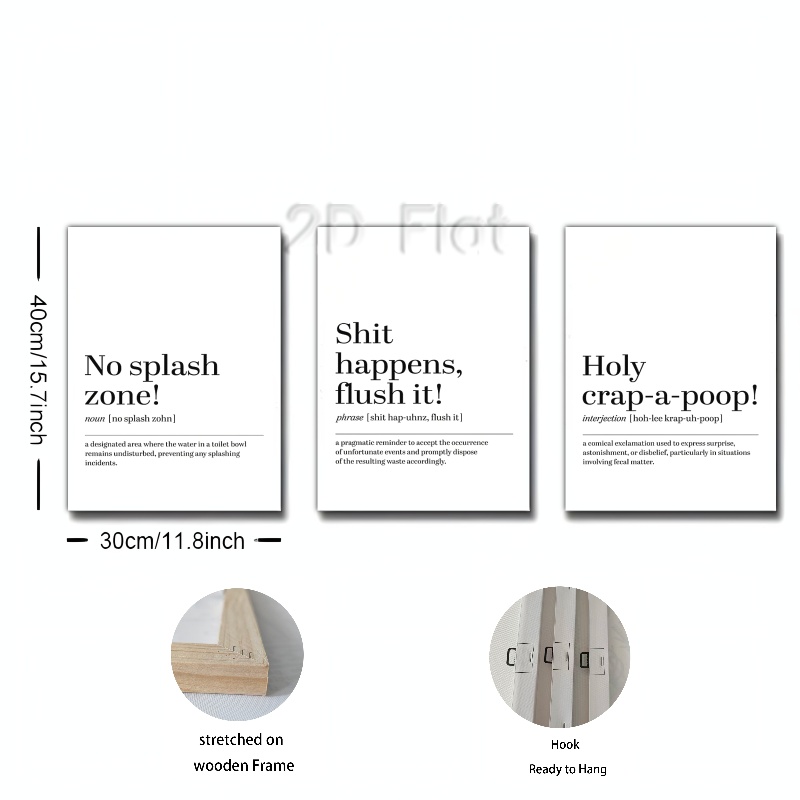 2D Flat
40cm/15.7inch
No splash
zone!
noun [no splash zohn]
a designated area where the water in a toilet bowl
remains undisturbed, preventing any splashing
incidents.
Shit
happens,
flush it!
phrase [shit hap-uhnz, flush it]
a pragmatic reminder to accept the occurrence
of unfortunate events and promptly dispose
of the resulting waste accordingly.
Holy
crap-a-poop!
interjection [hoh-lee krap-uh-poop]
a comical exclamation used to express surprise,
astonishment, or disbelief, particularly in situations
involving fecal matter.
30cm/11.8inch
stretched on
wooden Frame
Hook
Ready to Hang